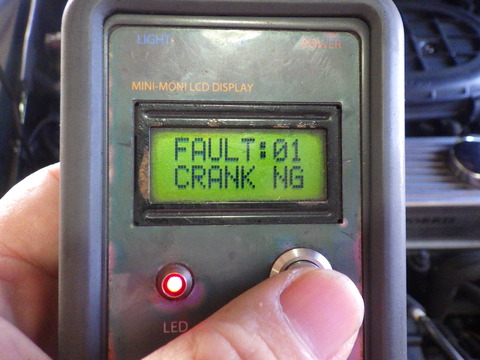 LIGHT
POWER
MINI-MONI LCD DISPLAY
FAULT:01
CRANK NG
LED